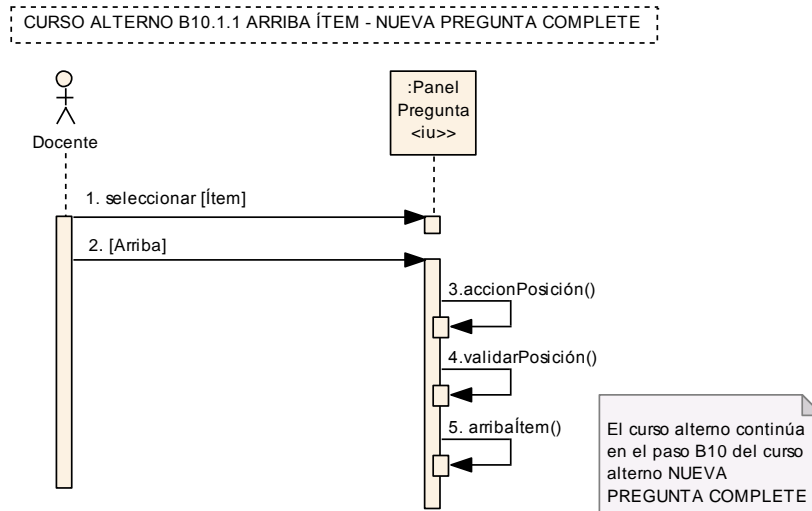 CURSO ALTERNO B10.1.1 ARRIBA ÍTEM - NUEVA PREGUNTA COMPLETE
:Panel
Pregunta
<iu>>
Docente
1. seleccionar [Ítem]
2. [Arriba]
3.accionPosición()
4.validarPosición()
5. arribaÍtem()
El curso alterno continúa
en el paso B10 del curso
alterno NUEVA
PREGUNTA COMPLETE